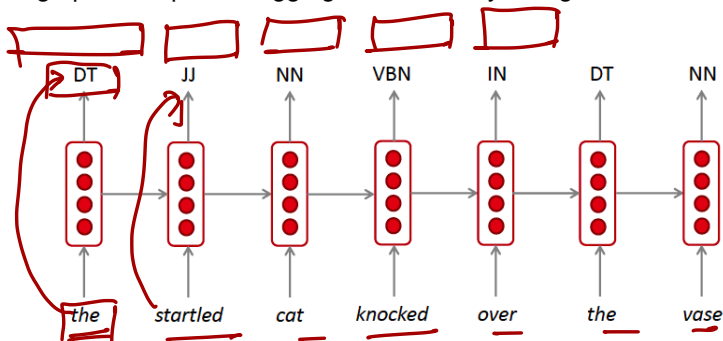 DT JJ NN VBN IN DT NN
the startled cat knocked over the vase